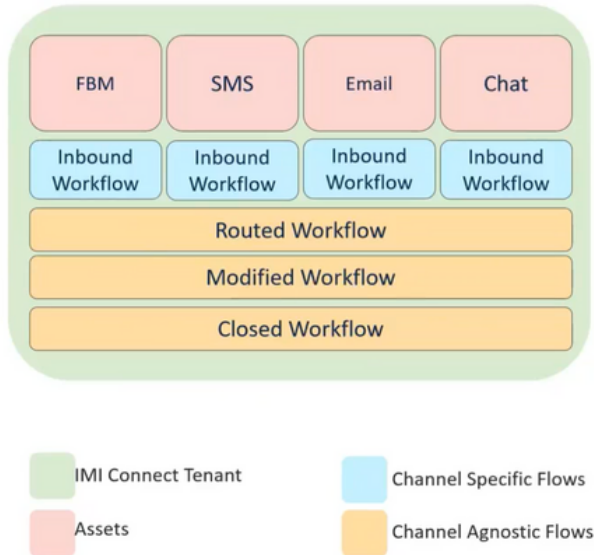 FBM
SMS
Email
Chat
Inbound
Workflow
Inbound
Workflow
Inbound
Workflow
Inbound
Workflow
Routed Workflow
Modified Workflow
Closed Workflow
IMI Connect Tenant
Channel Specific Flows
Assets
Channel Agnostic Flows